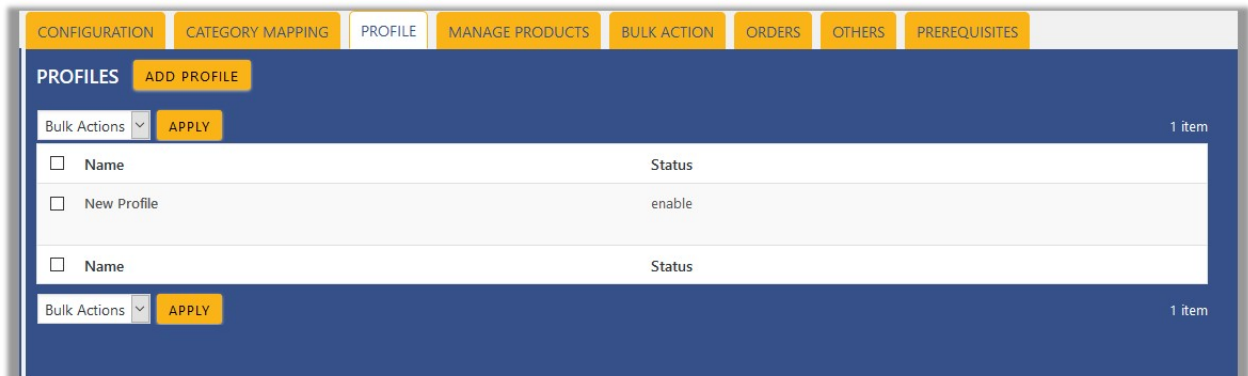 CONFIGURATION CATEGORY MAPPING PROFILE MANAGE PRODUCTS BULK ACTION ORDERS OTHERS PREREQUISITES
PROFILES ADD PROFILE
Bulk Actions APPLY 1 item
Name Status
New Profile enable
Name Status
Bulk Actions APPLY 1 item